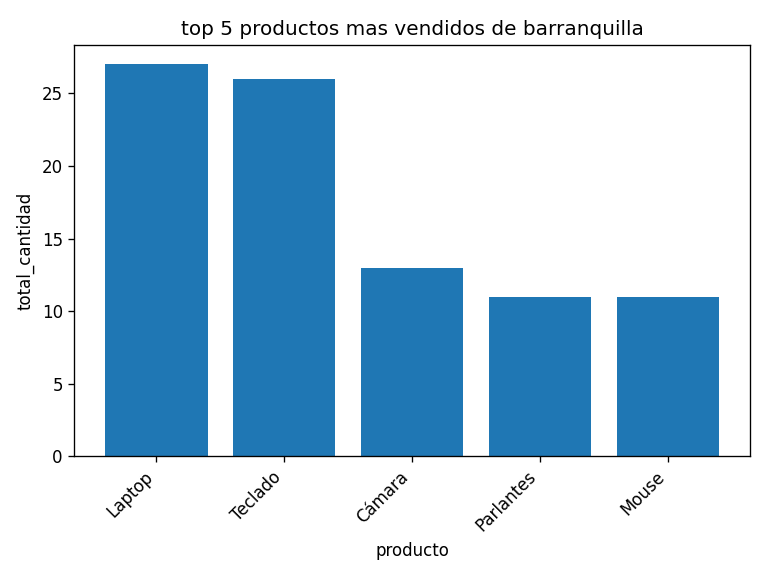 top 5 productos mas vendidos de barranquilla
total_cantidad
25
20
15
10
5
0
Laptop
Teclado
Cámara
Parlantes
Mouse
producto